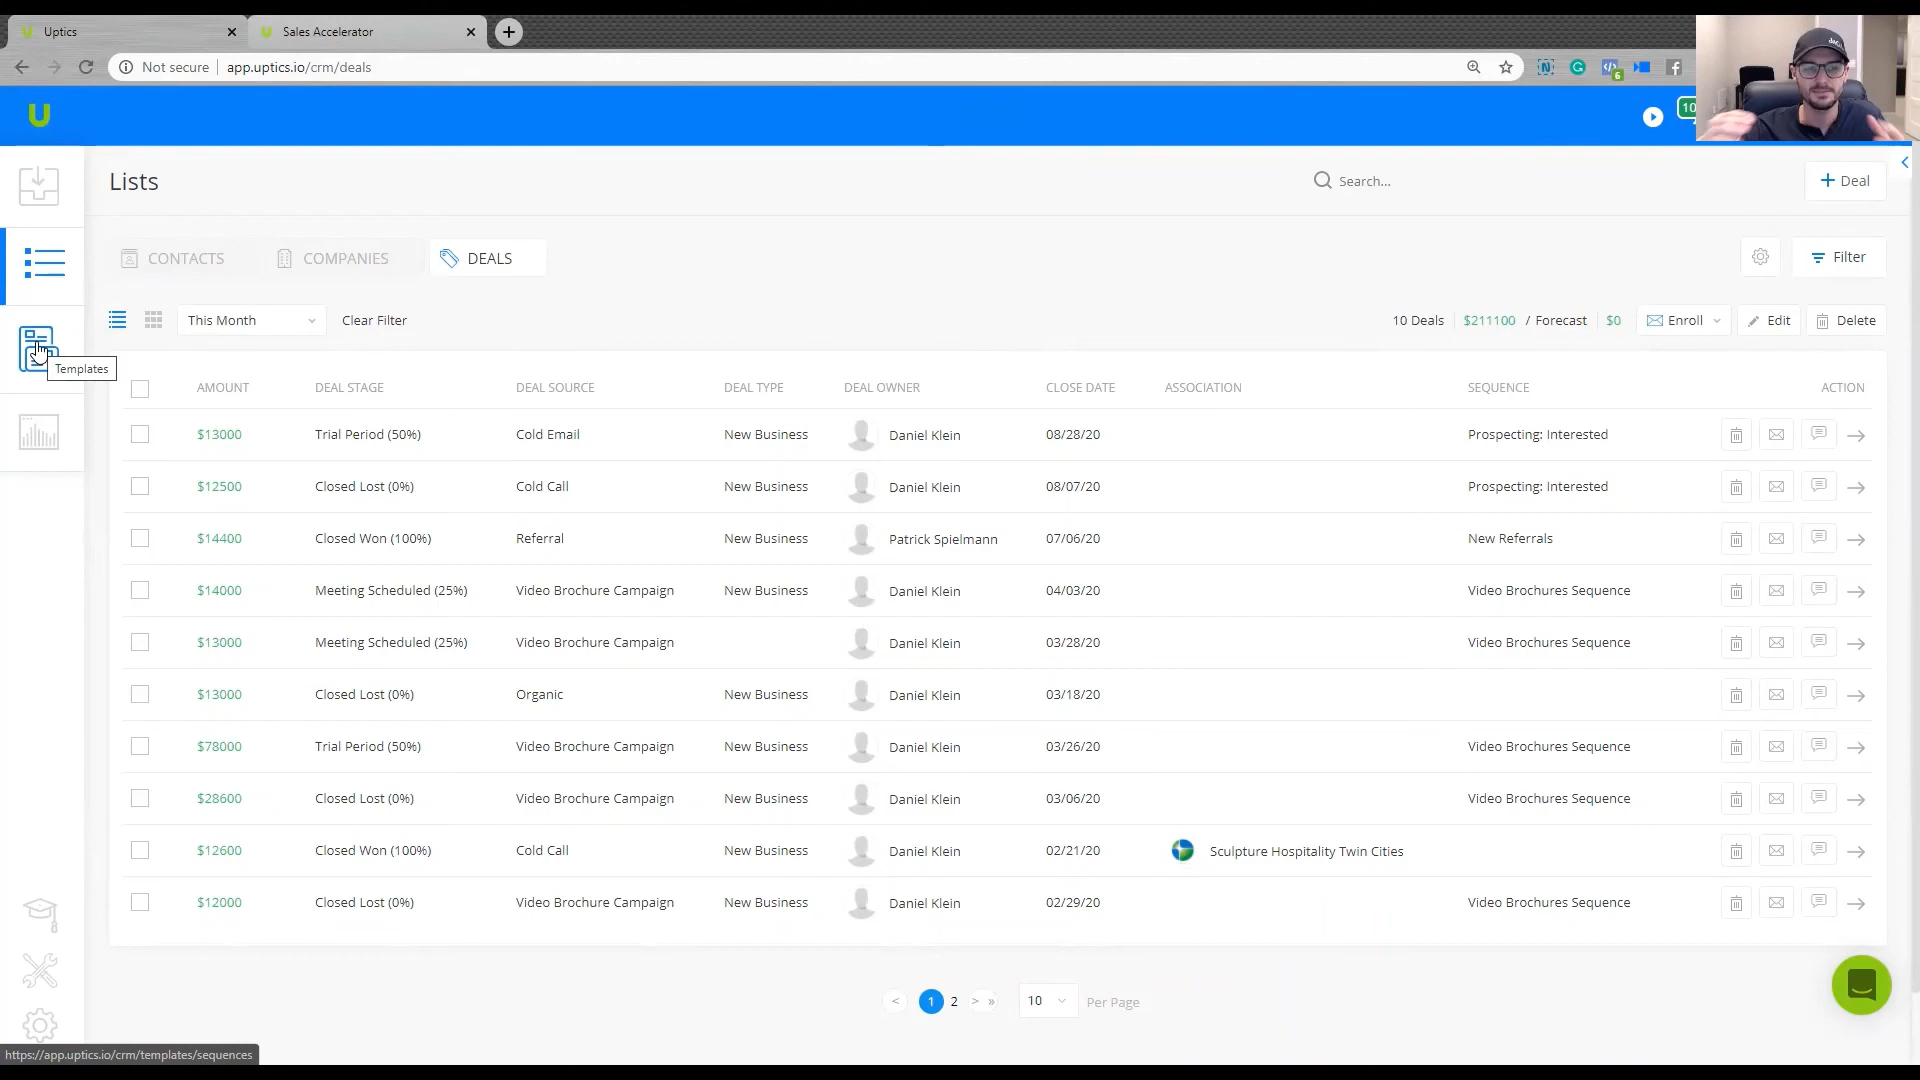 Uptics
Sales Accelerator
Not secure
app.uptics.io/crm/deals
6
10
Lists
Search...
+ Deal
CONTACTS
COMPANIES
DEALS
Filter
This Month
Clear Filter
10 Deals $211100 / Forecast $0
Enroll
Edit
Delete
Templates
AMOUNT DEAL STAGE DEAL SOURCE DEAL TYPE DEAL OWNER CLOSE DATE ASSOCIATION SEQUENCE ACTION
$13000 Trial Period (50%) Cold Email New Business Daniel Klein 08/28/20 Prospecting: Interested
$12500 Closed Lost (0%) Cold Call New Business Daniel Klein 08/07/20 Prospecting: Interested
$14400 Closed Won (100%) Referral New Business Patrick Spielmann 07/06/20 New Referrals
$14000 Meeting Scheduled (25%) Video Brochure Campaign New Business Daniel Klein 04/03/20 Video Brochures Sequence
$13000 Meeting Scheduled (25%) Video Brochure Campaign Daniel Klein 03/28/20 Video Brochures Sequence
$13000 Closed Lost (0%) Organic New Business Daniel Klein 03/18/20
$78000 Trial Period (50%) Video Brochure Campaign New Business Daniel Klein 03/26/20 Video Brochures Sequence
$28600 Closed Lost (0%) Video Brochure Campaign New Business Daniel Klein 03/06/20 Video Brochures Sequence
$12600 Closed Won (100%) Cold Call New Business Daniel Klein 02/21/20 Sculpture Hospitality Twin Cities
$12000 Closed Lost (0%) Video Brochure Campaign New Business Daniel Klein 02/29/20 Video Brochures Sequence
< 1 2 > » 10 Per Page
https://app.uptics.io/crm/templates/sequences